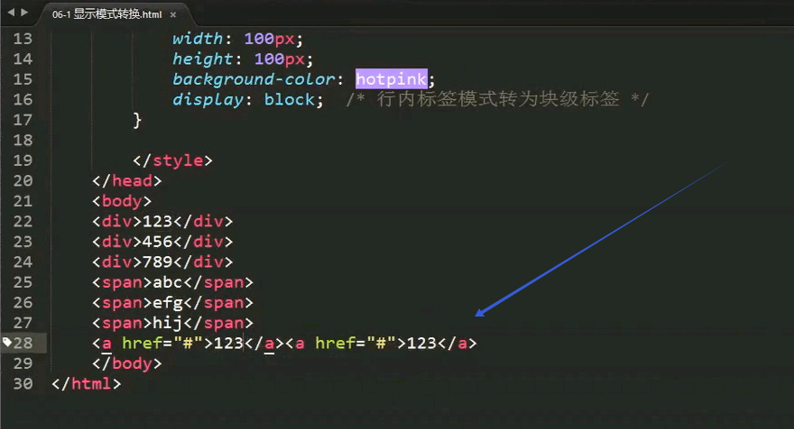 06-1 显示模式转换.html ×
13 width: 100px;
14 height: 100px;
15 background-color: hotpink;
16 display: block; /* 行内标签模式转为块级标签 */
17 }
18
19 </style>
20 </head>
21 <body>
22 <div>123</div>
23 <div>456</div>
24 <div>789</div>
25 <span>abc</span>
26 <span>efg</span>
27 <span>hij</span>
28 <a href="#">123</a><a href="#">123</a>
29 </body>
30 </html>